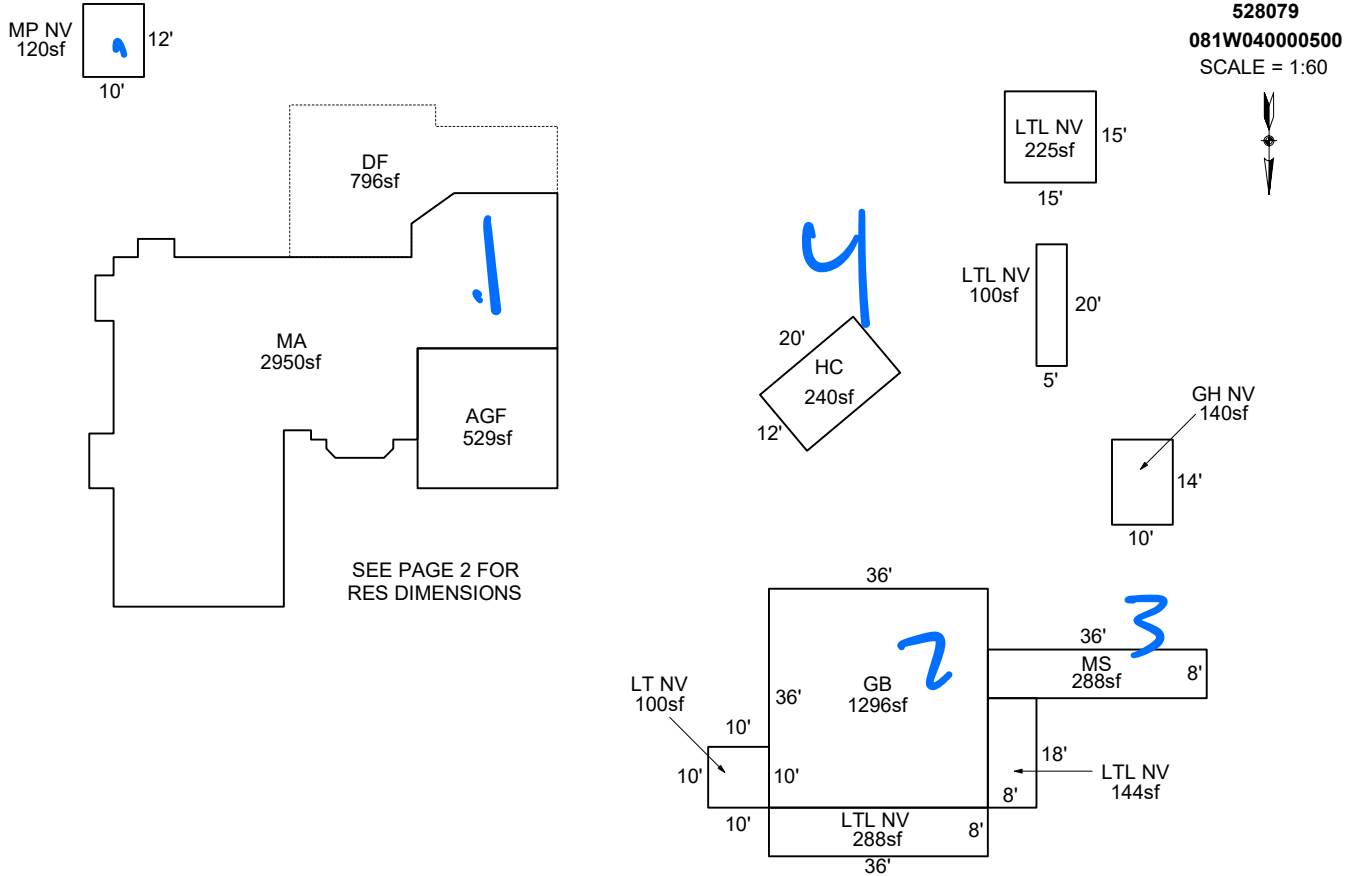 528079
081W040000500
SCALE = 1:60
MP NV
120sf
12'
10'
DF
796sf
1
MA
2950sf
AGF
529sf
SEE PAGE 2 FOR
RES DIMENSIONS
LTL NV
225sf
15'
15'
LTL NV
100sf
20'
5'
4
20'
HC
240sf
12'
GH NV
140sf
14'
10'
36'
2
GB
1296sf
36'
3
36'
MS
288sf
8'
LT NV
100sf
10'
10'
10'
10'
18'
8'
LTL NV
144sf
LTL NV
288sf
8'
36'